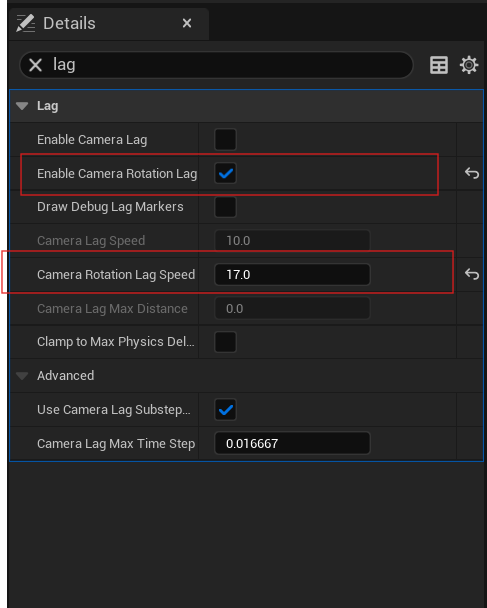 Details
lag
Lag
Enable Camera Lag
Enable Camera Rotation Lag
Draw Debug Lag Markers
Camera Lag Speed 10.0
Camera Rotation Lag Speed 17.0
Camera Lag Max Distance 0.0
Clamp to Max Physics Del...
Advanced
Use Camera Lag Substep...
Camera Lag Max Time Step 0.016667